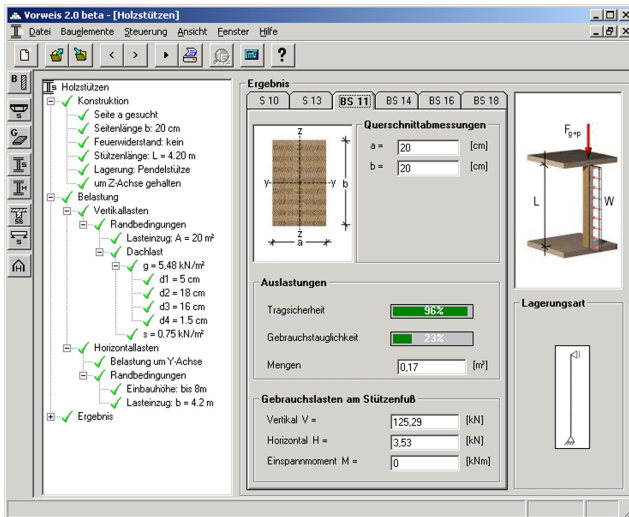 Vorweis 2.0 beta - [Holzstützen]
Datei Bauelemente Steuerung Ansicht Fenster Hilfe
< > ?
B
S
G
S
H
S6
S
Holzstützen
Konstruktion
Seite a gesucht
Seitenlänge b: 20 cm
Feuerwiderstand: kein
Stützenlänge: L = 4.20 m
Lagerung: Pendelstütze
um Z-Achse gehalten
Belastung
Vertikallasten
Randbedingungen
Lasteinzug: A = 20 m²
Dachlast
g = 5,48 kN/m²
d1 = 5 cm
d2 = 18 cm
d3 = 16 cm
d4 = 1.5 cm
s = 0.75 kN/m²
Horizontallasten
Belastung um Y-Achse
Randbedingungen
Einbauhöhe: bis 8m
Lasteinzug: b = 4.2 m
Ergebnis
Ergebnis
S 10 S 13 BS 11 BS 14 BS 16 BS 18
z
y y b
z
a
Querschnittabmessungen
a = 20 [cm]
b = 20 [cm]
Auslastungen
Tragsicherheit 96%
Gebrauchstauglichkeit 23%
Mengen 0,17 [m³]
Gebrauchslasten am Stützenfuß
Vertikal V = 125,29 [kN]
Horizontal H = 3,53 [kN]
Einspannmoment M = 0 [kNm]
F g+p
L W
Lagerungsart